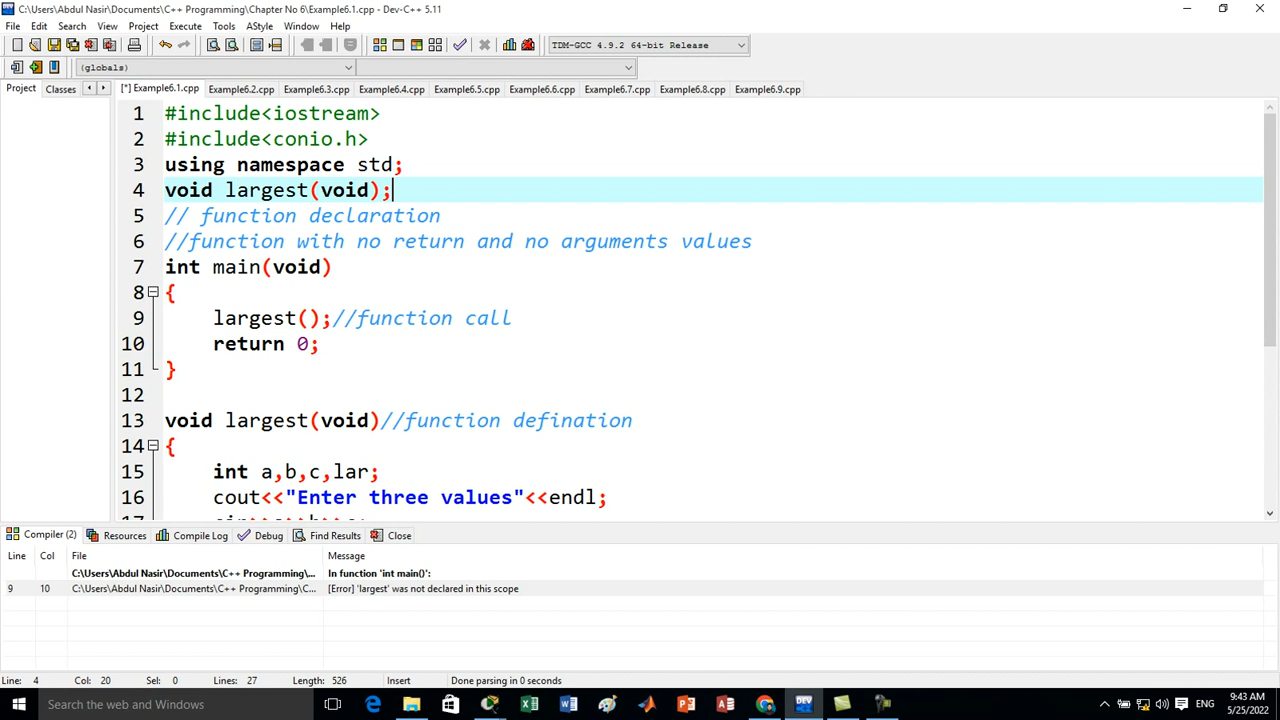 C:\Users\Abdul Nasir\Documents\C++ Programming\Chapter No 6\Example6.1.cpp - Dev-C++ 5.11
File Edit Search View Project Execute Tools AStyle Window Help
TDM-GCC 4.9.2 64-bit Release
(globals)
Project Classes [*] Example6.1.cpp Example6.2.cpp Example6.3.cpp Example6.4.cpp Example6.5.cpp Example6.6.cpp Example6.7.cpp Example6.8.cpp Example6.9.cpp
1 #include<iostream>
2 #include<conio.h>
3 using namespace std;
4 void largest(void);
5 // function declaration
6 //function with no return and no arguments values
7 int main(void)
8 {
9 largest();//function call
10 return 0;
11 }
12
13 void largest(void)//function defination
14 {
15 int a,b,c,lar;
16 cout<<"Enter three values"<<endl;
Compiler (2) Resources Compile Log Debug Find Results Close
Line Col File Message
C:\Users\Abdul Nasir\Documents\C++ Programming\... In function 'int main()':
9 10 C:\Users\Abdul Nasir\Documents\C++ Programming\C... [Error] 'largest' was not declared in this scope
Line: 4 Col: 20 Sel: 0 Lines: 27 Length: 526 Insert Done parsing in 0 seconds
Search the web and Windows
ENG
9:43 AM
5/25/2022